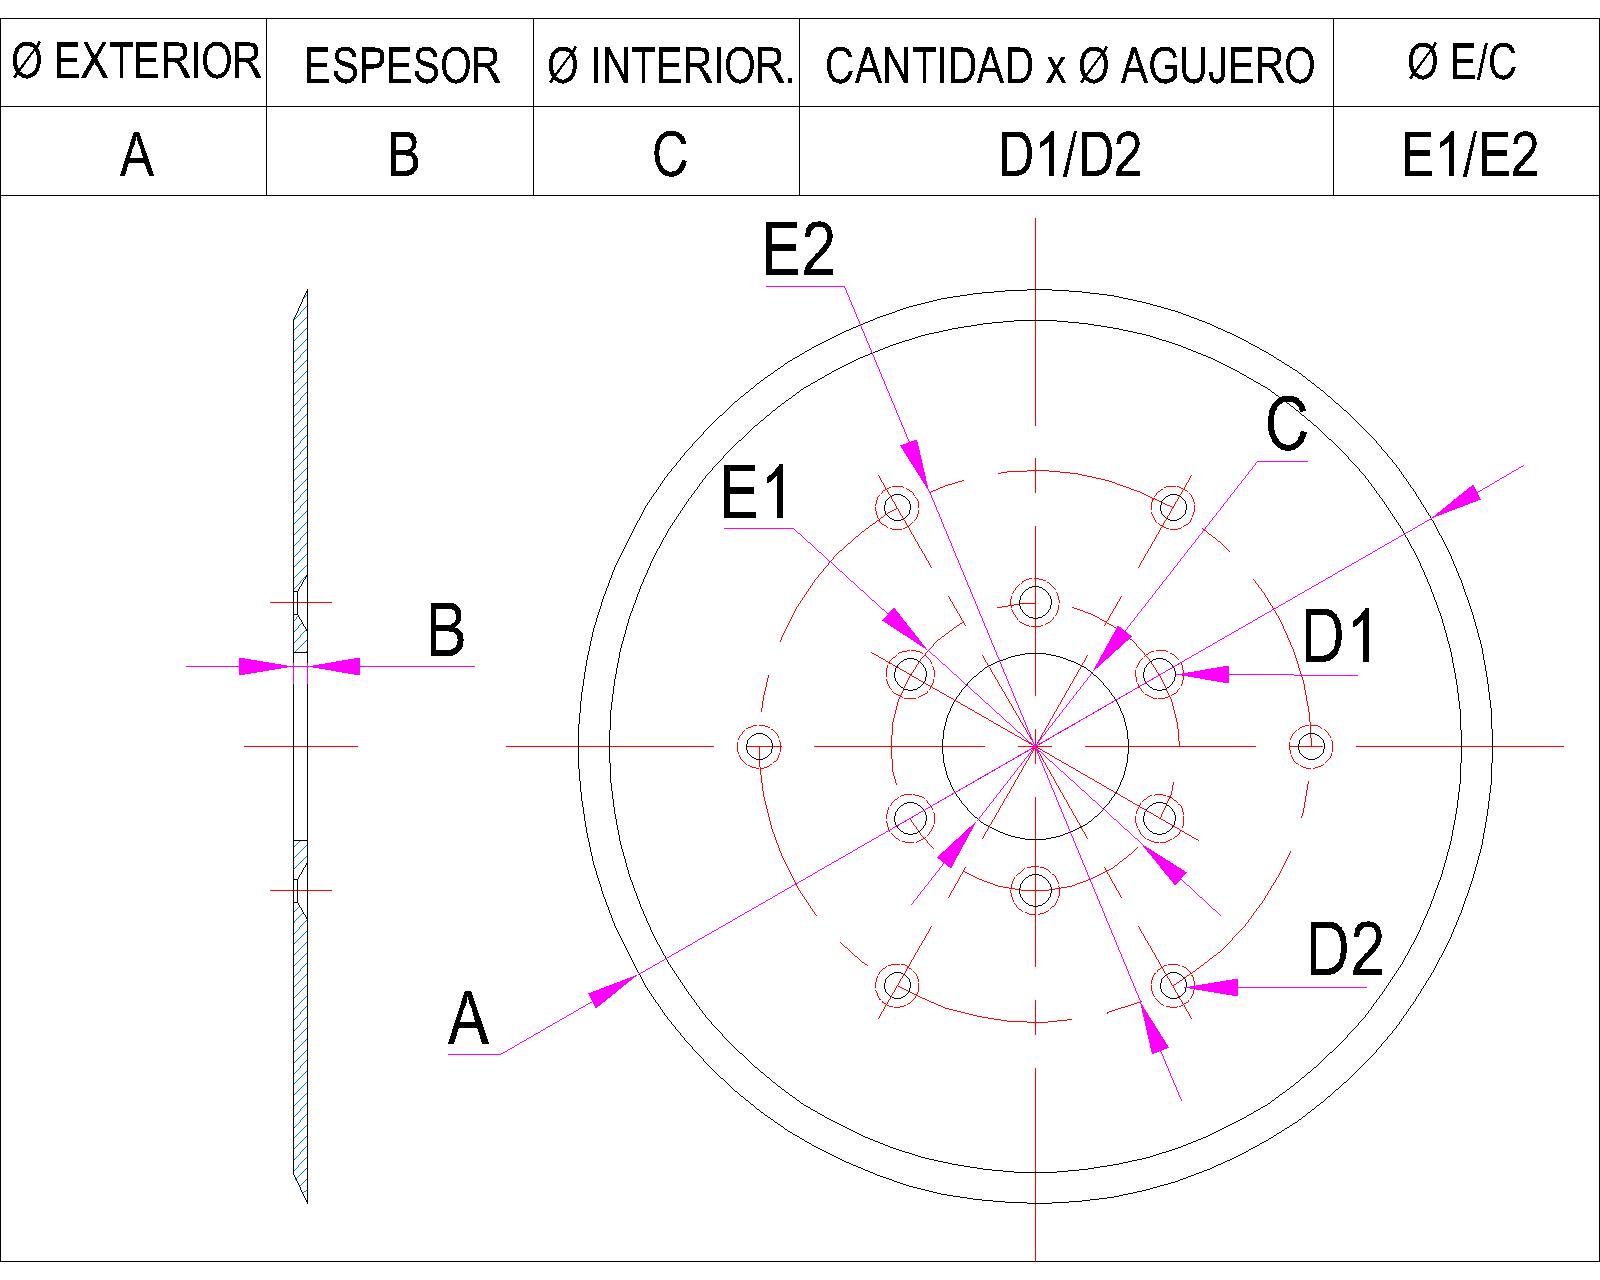 Ø EXTERIOR ESPESOR Ø INTERIOR. CANTIDAD x Ø AGUJERO Ø E/C
A B C D1/D2 E1/E2
E2
C
E1
B
D1
D2
A